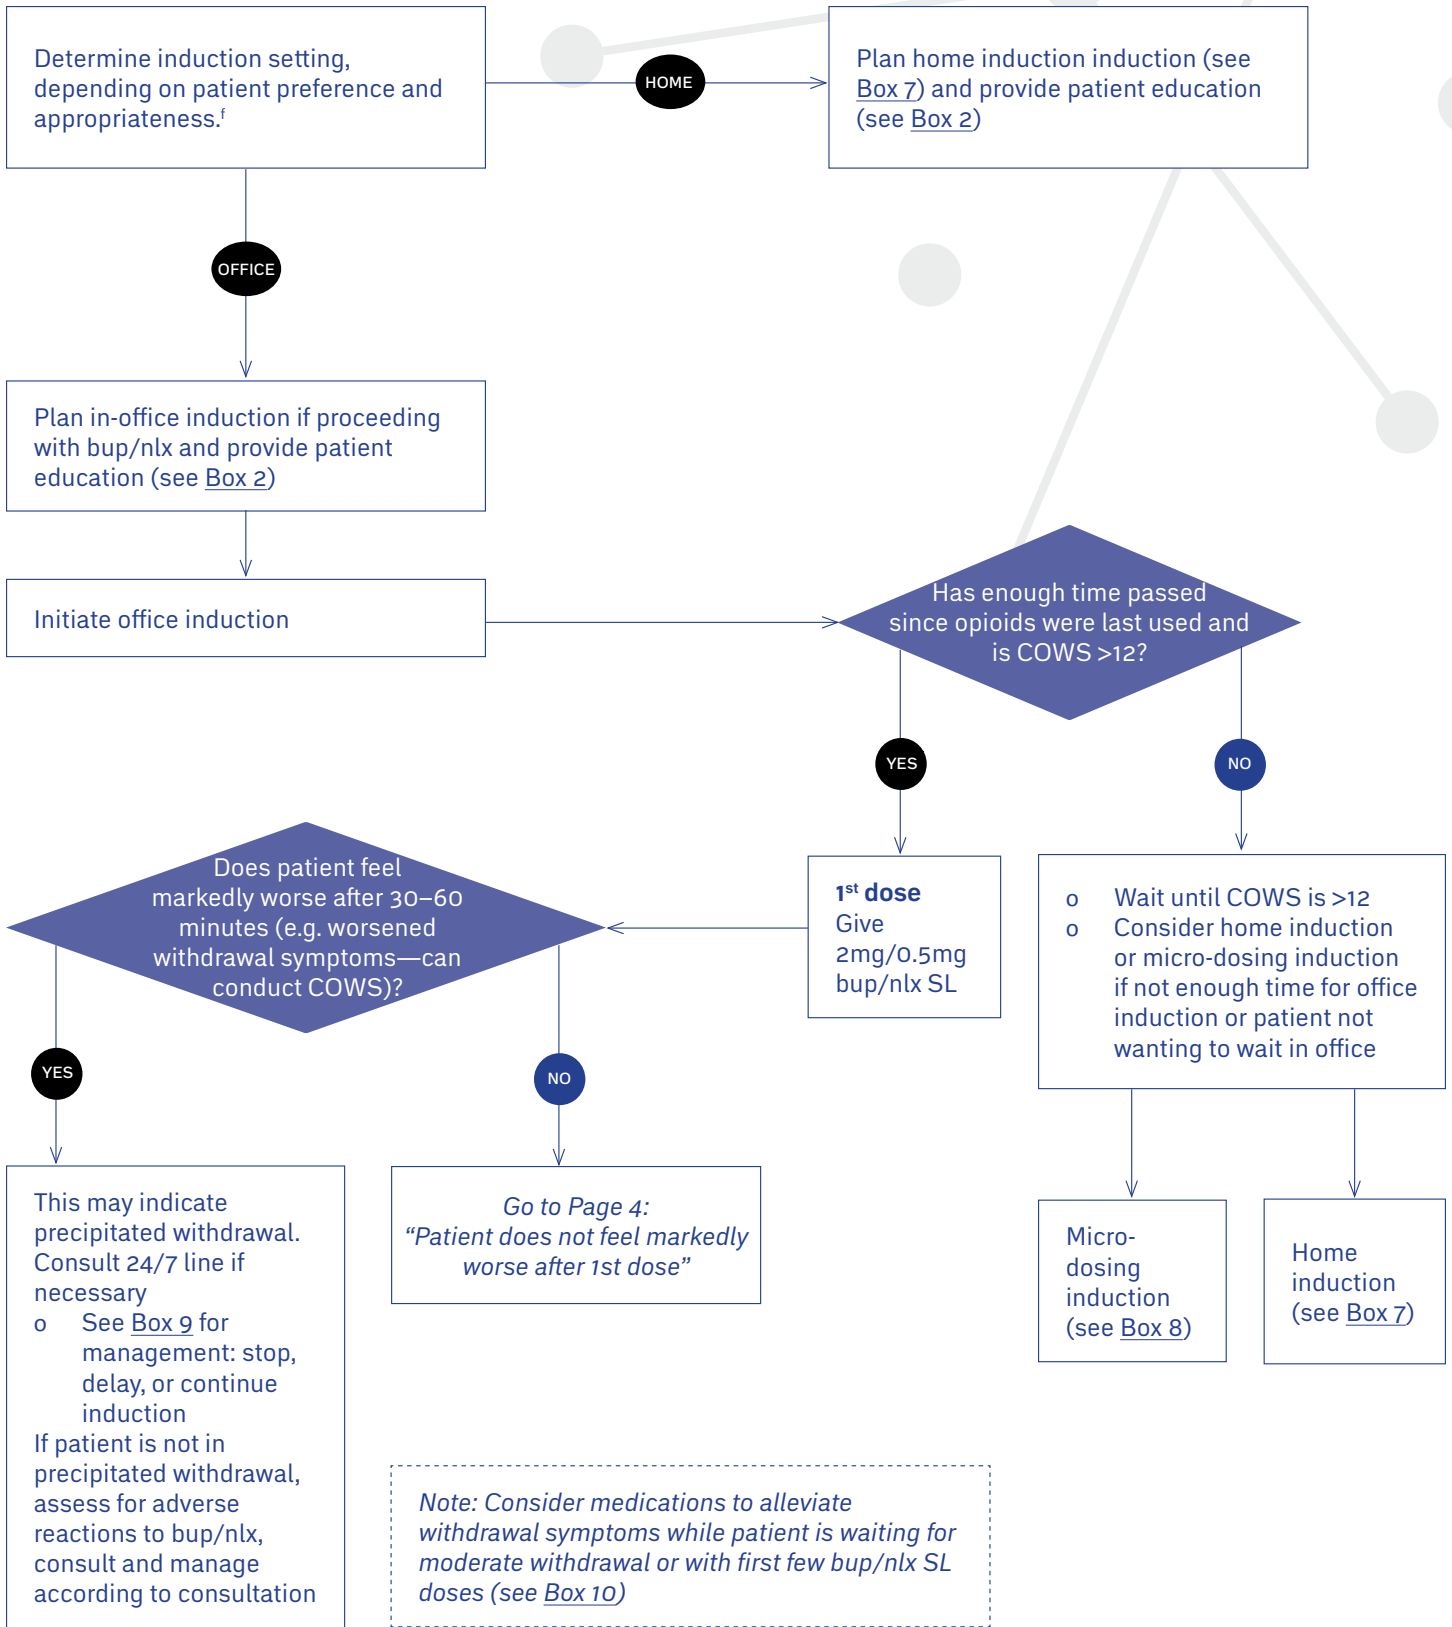 Determine induction setting,
depending on patient preference and
appropriateness.f
HOME
Plan home induction induction (see
Box 7) and provide patient education
(see Box 2)
OFFICE
Plan in-office induction if proceeding
with bup/nlx and provide patient
education (see Box 2)
Initiate office induction
Has enough time passed
since opioids were last used and
is COWS >12?
YES
NO
1st dose
Give
2mg/0.5mg
bup/nlx SL
o Wait until COWS is >12
o Consider home induction
or micro-dosing induction
if not enough time for office
induction or patient not
wanting to wait in office
Does patient feel
markedly worse after 30–60
minutes (e.g. worsened
withdrawal symptoms—can
conduct COWS)?
YES
NO
This may indicate
precipitated withdrawal.
Consult 24/7 line if
necessary
o See Box 9 for
management: stop,
delay, or continue
induction
If patient is not in
precipitated withdrawal,
assess for adverse
reactions to bup/nlx,
consult and manage
according to consultation
Go to Page 4:
“Patient does not feel markedly
worse after 1st dose”
Micro-
dosing
induction
(see Box 8)
Home
induction
(see Box 7)
Note: Consider medications to alleviate
withdrawal symptoms while patient is waiting for
moderate withdrawal or with first few bup/nlx SL
doses (see Box 10)